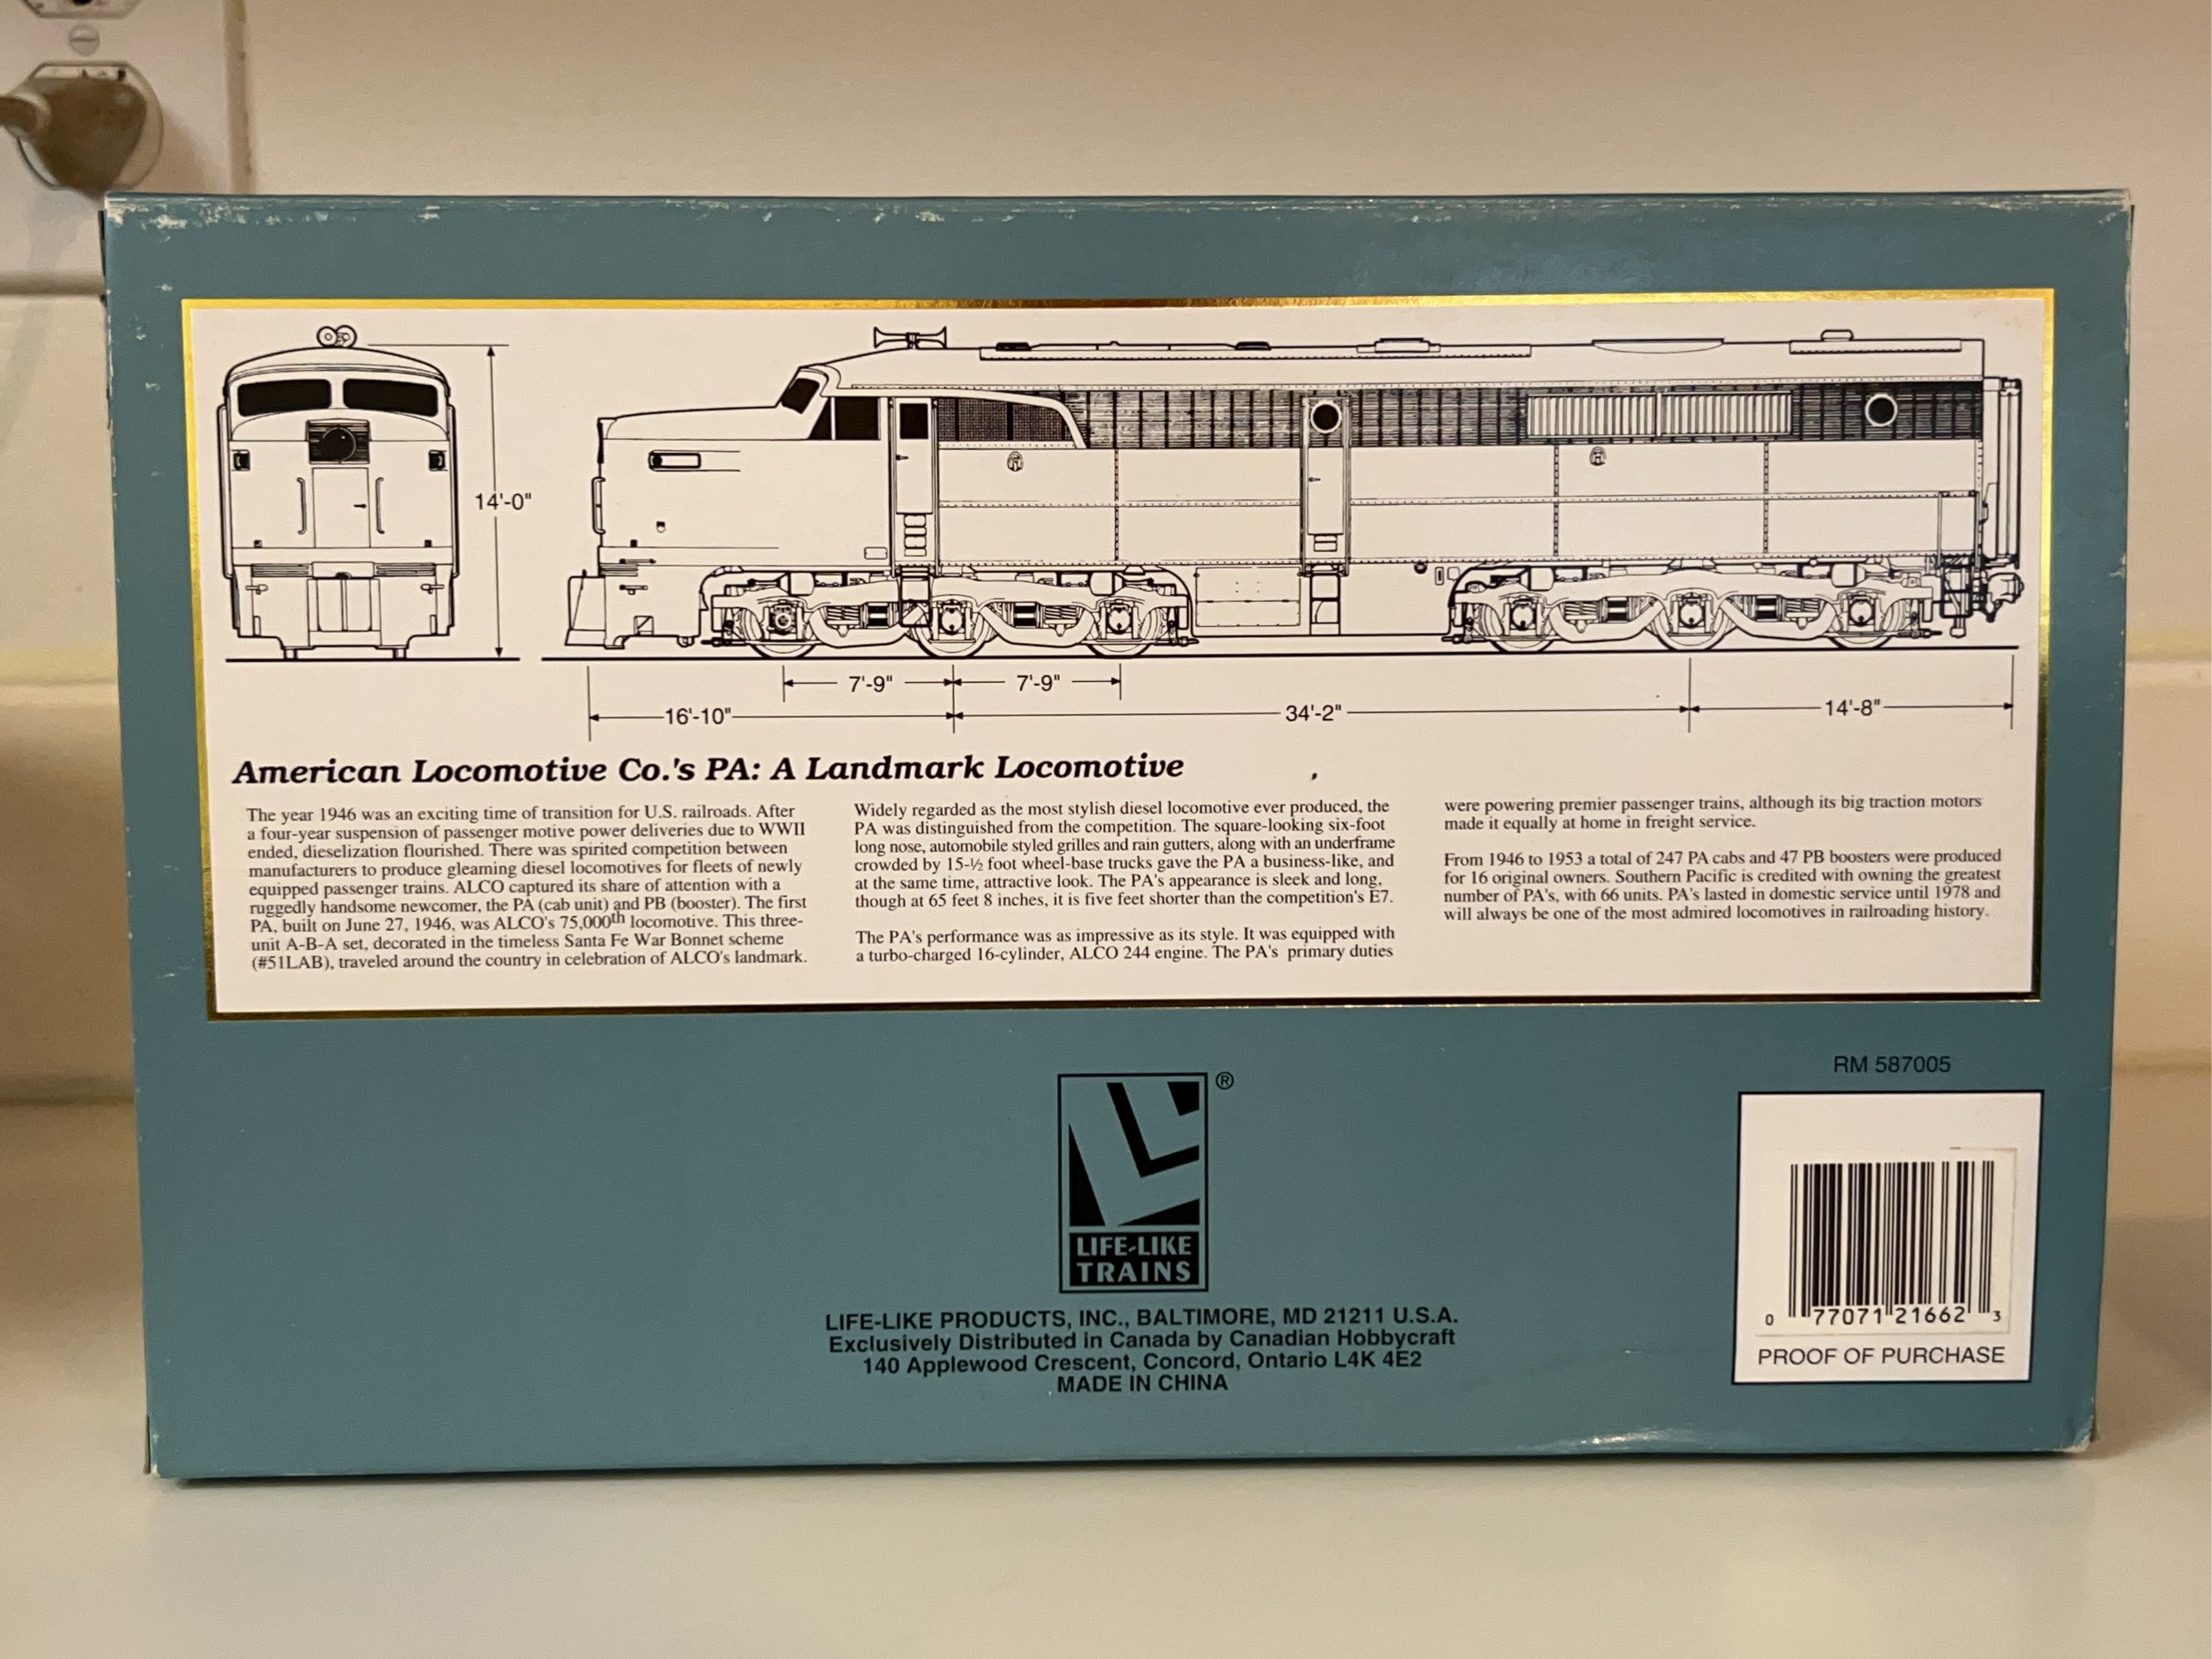 14'-0"
7'-9" 7'-9"
16'-10" 34'-2" 14'-8"
American Locomotive Co.'s PA: A Landmark Locomotive
The year 1946 was an exciting time of transition for U.S. railroads. After
a four-year suspension of passenger motive power deliveries due to WWII
ended, dieselization flourished. There was spirited competition between
manufacturers to produce gleaming diesel locomotives for fleets of newly
equipped passenger trains. ALCO captured its share of attention with a
ruggedly handsome newcomer, the PA (cab unit) and PB (booster). The first
PA, built on June 27, 1946, was ALCO's 75,000th locomotive. This three-
unit A-B-A set, decorated in the timeless Santa Fe War Bonnet scheme
(#51LAB), traveled around the country in celebration of ALCO's landmark.
Widely regarded as the most stylish diesel locomotive ever produced, the
PA was distinguished from the competition. The square-looking six-foot
long nose, automobile styled grilles and rain gutters, along with an underframe
crowded by 15-½ foot wheel-base trucks gave the PA a business-like, and
at the same time, attractive look. The PA's appearance is sleek and long,
though at 65 feet 8 inches, it is five feet shorter than the competition's E7.
The PA's performance was as impressive as its style. It was equipped with
a turbo-charged 16-cylinder, ALCO 244 engine. The PA's primary duties
were powering premier passenger trains, although its big traction motors
made it equally at home in freight service.
From 1946 to 1953 a total of 247 PA cabs and 47 PB boosters were produced
for 16 original owners. Southern Pacific is credited with owning the greatest
number of PA's, with 66 units. PA's lasted in domestic service until 1978 and
will always be one of the most admired locomotives in railroading history.
®
LIFE-LIKE
TRAINS
LIFE-LIKE PRODUCTS, INC., BALTIMORE, MD 21211 U.S.A.
Exclusively Distributed in Canada by Canadian Hobbycraft
140 Applewood Crescent, Concord, Ontario L4K 4E2
MADE IN CHINA
RM 587005
0 77071 21662 3
PROOF OF PURCHASE